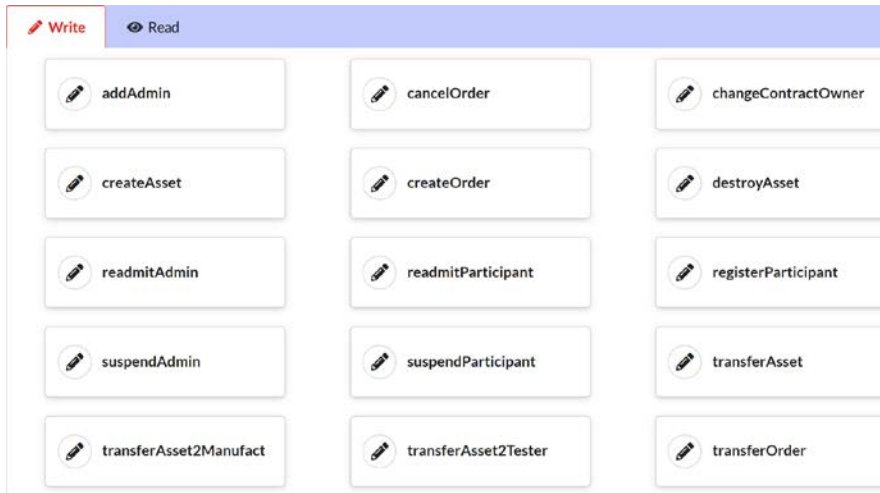 Write Read
addAdmin cancelOrder changeContractOwner
createAsset createOrder destroyAsset
readmitAdmin readmitParticipant registerParticipant
suspendAdmin suspendParticipant transferAsset
transferAsset2Manufact transferAsset2Tester transferOrder